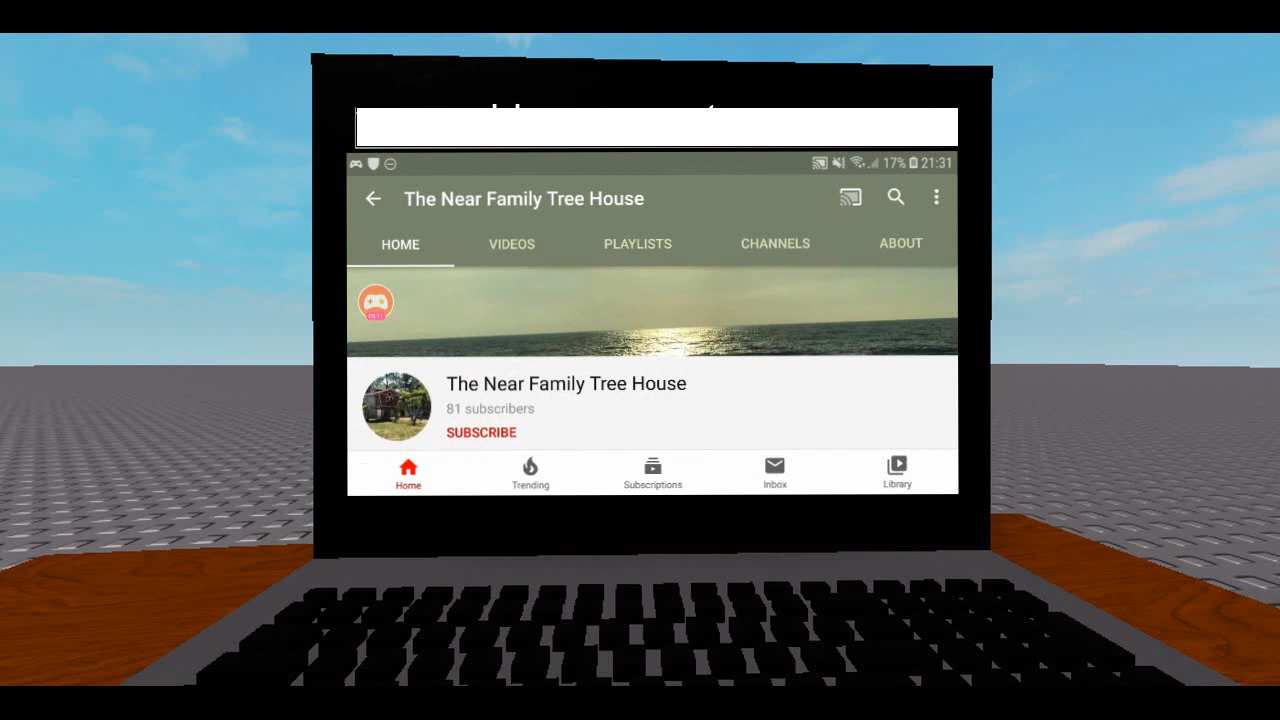 17% 21:31
The Near Family Tree House
HOME VIDEOS PLAYLISTS CHANNELS ABOUT
The Near Family Tree House
81 subscribers
SUBSCRIBE
Home Trending Subscriptions Inbox Library